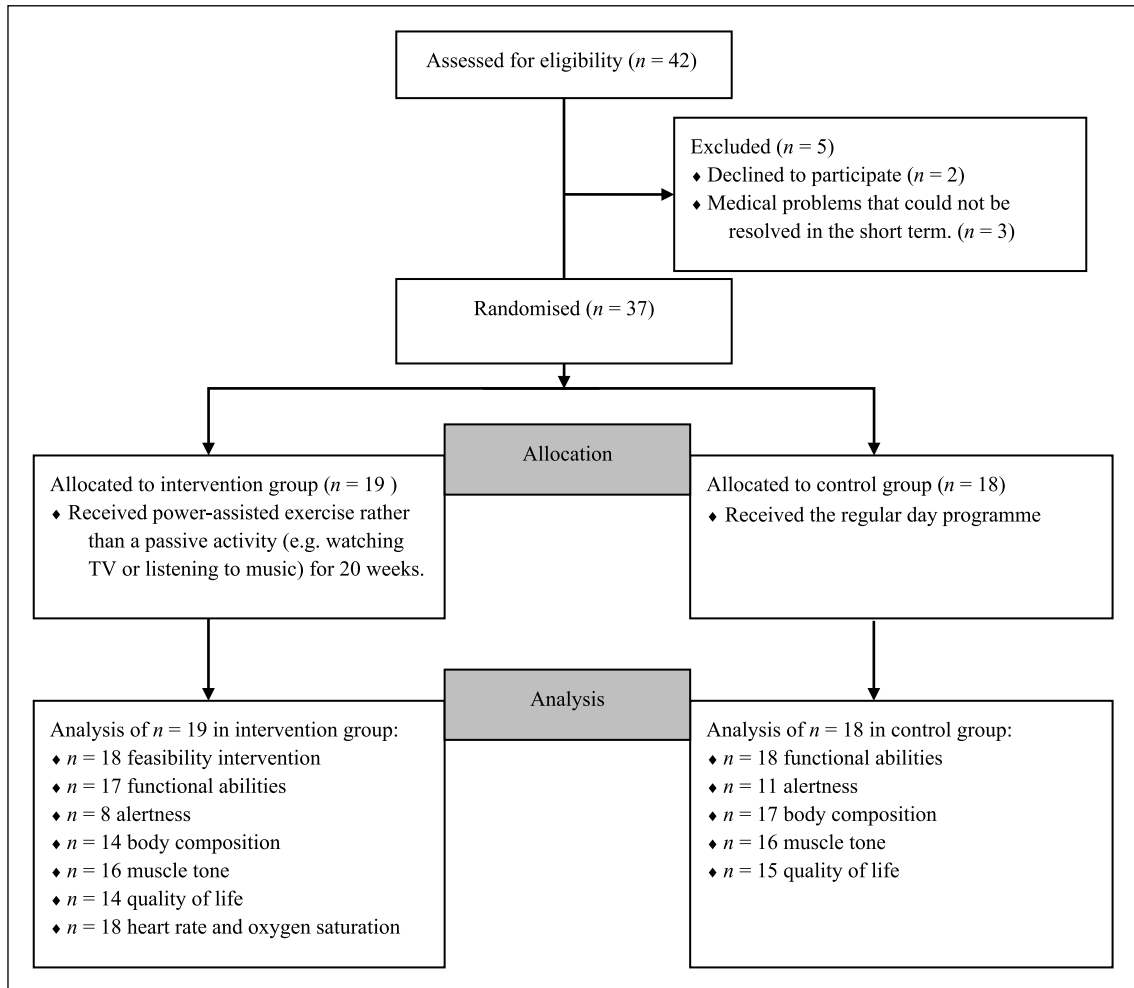 Assessed for eligibility (n = 42)
Excluded (n = 5)
♦ Declined to participate (n = 2)
♦ Medical problems that could not be
resolved in the short term. (n = 3)
Randomised (n = 37)
Allocation
Allocated to intervention group (n = 19 )
♦ Received power-assisted exercise rather
than a passive activity (e.g. watching
TV or listening to music) for 20 weeks.
Allocated to control group (n = 18)
♦ Received the regular day programme
Analysis
Analysis of n = 19 in intervention group:
♦ n = 18 feasibility intervention
♦ n = 17 functional abilities
♦ n = 8 alertness
♦ n = 14 body composition
♦ n = 16 muscle tone
♦ n = 14 quality of life
♦ n = 18 heart rate and oxygen saturation
Analysis of n = 18 in control group:
♦ n = 18 functional abilities
♦ n = 11 alertness
♦ n = 17 body composition
♦ n = 16 muscle tone
♦ n = 15 quality of life